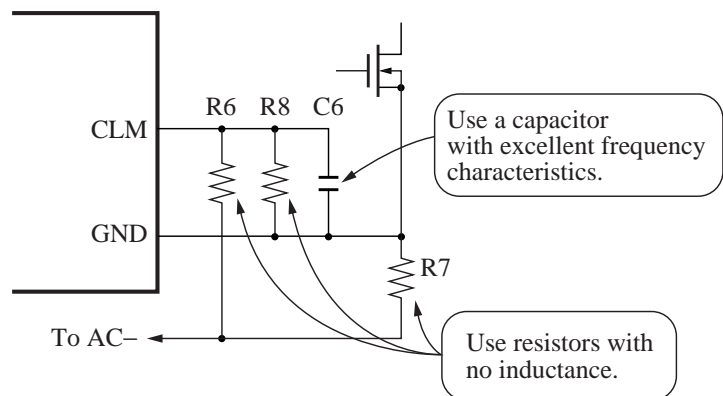 R6 R8 C6
CLM
Use a capacitor
with excellent frequency
characteristics.
GND
R7
To AC–
Use resistors with
no inductance.